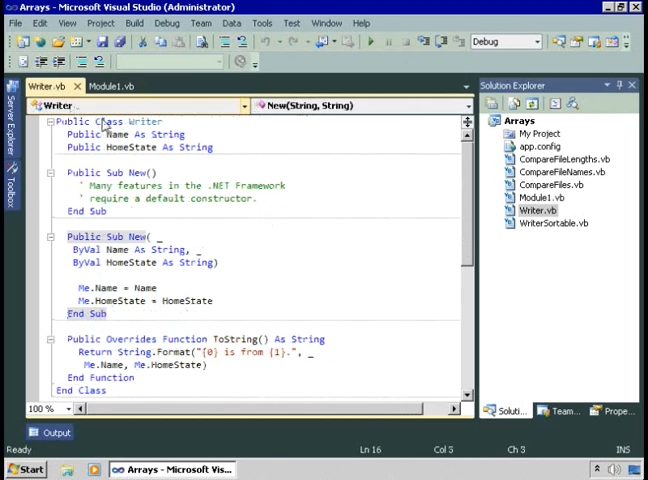 Arrays - Microsoft Visual Studio (Administrator)
File Edit View Project Build Debug Team Data Tools Test Window Help
Debug
Writer.vb Module1.vb
Writer New(String, String)
Public Class Writer
Public Name As String
Public HomeState As String
Public Sub New()
' Many features in the .NET Framework
' require a default constructor.
End Sub
Public Sub New( _
ByVal Name As String, _
ByVal HomeState As String)
Me.Name = Name
Me.HomeState = HomeState
End Sub
Public Overrides Function ToString() As String
Return String.Format("{0} is from {1}.", _
Me.Name, Me.HomeState)
End Function
End Class
100 %
Server Explorer
Toolbox
Solution Explorer
Arrays
My Project
app.config
CompareFileLengths.vb
CompareFileNames.vb
CompareFiles.vb
Module1.vb
Writer.vb
WriterSortable.vb
Soluti... Team... Prope...
Output
Ready Ln 16 Col 3 Ch 3 INS
Start Arrays - Microsoft Vis...